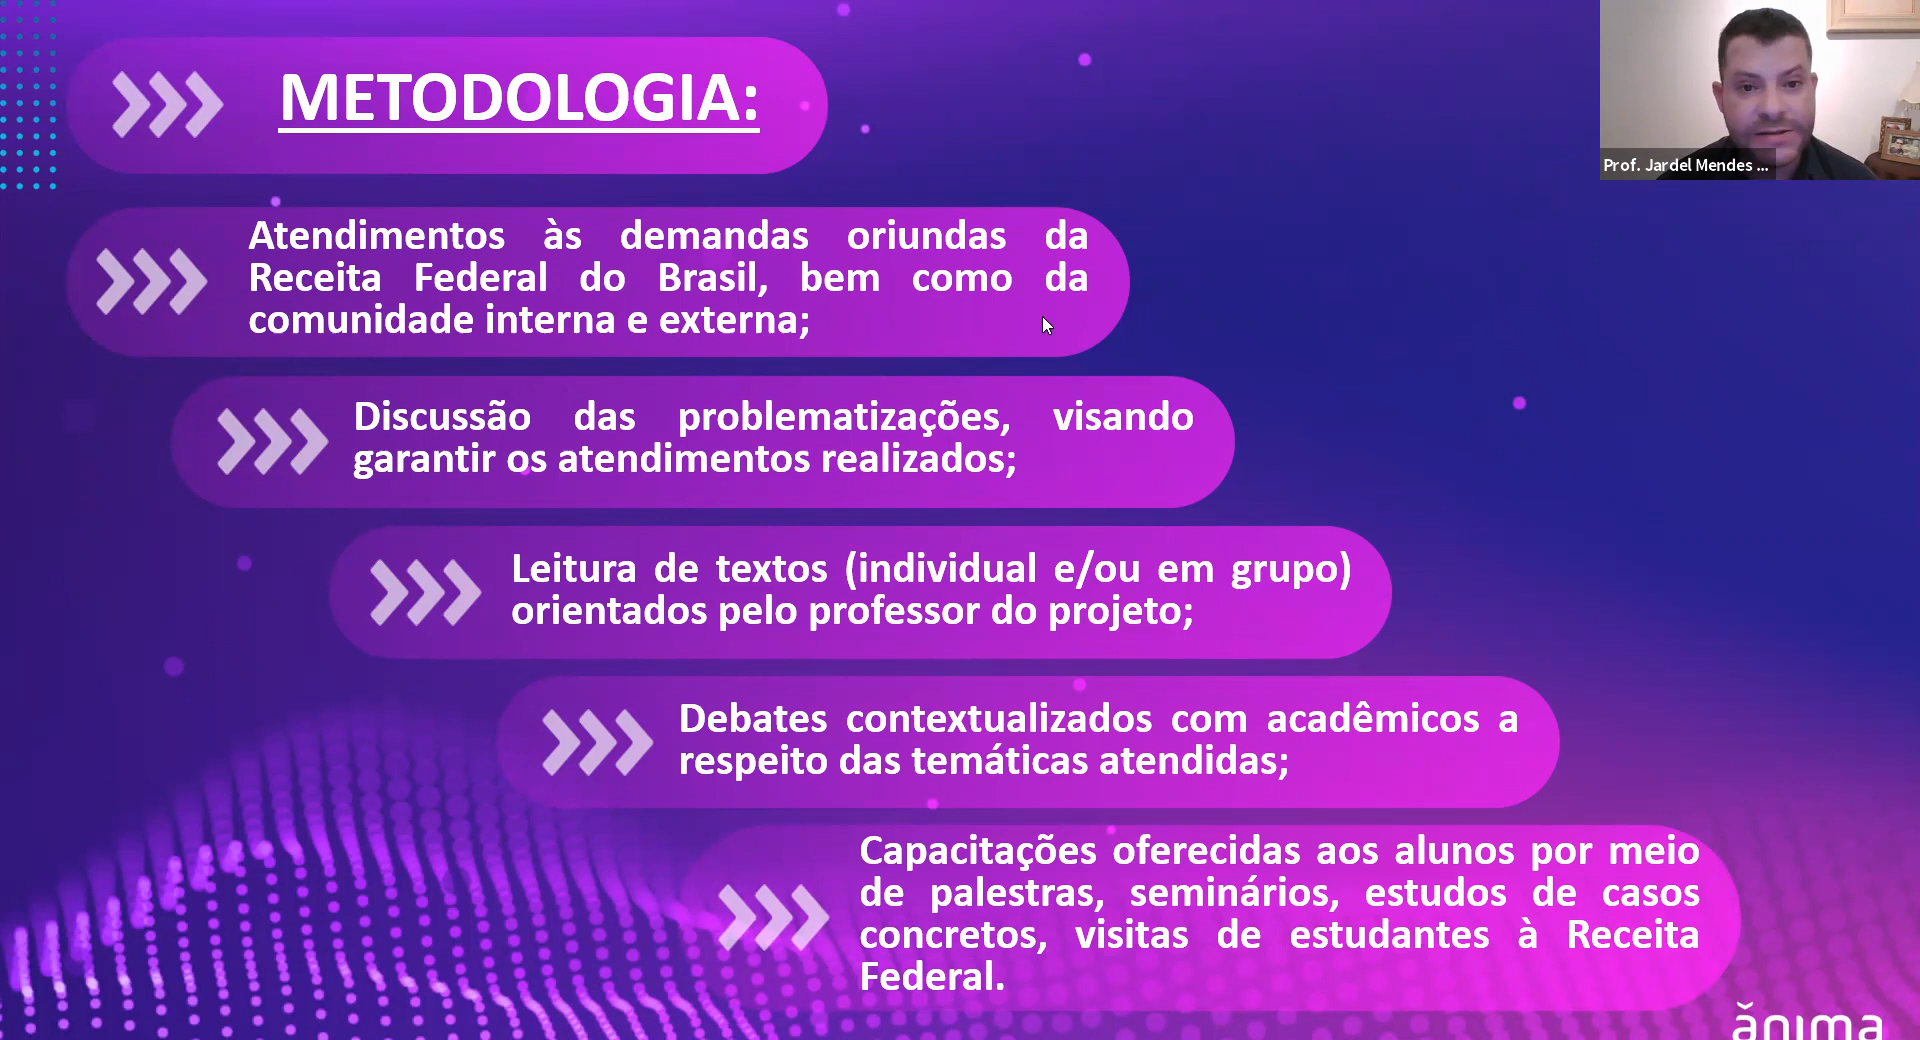 METODOLOGIA:
Prof. Jardel Mendes ...
Atendimentos às demandas oriundas da
Receita Federal do Brasil, bem como da
comunidade interna e externa;
Discussão das problematizações, visando
garantir os atendimentos realizados;
Leitura de textos (individual e/ou em grupo)
orientados pelo professor do projeto;
Debates contextualizados com acadêmicos a
respeito das temáticas atendidas;
Capacitações oferecidas aos alunos por meio
de palestras, seminários, estudos de casos
concretos, visitas de estudantes à Receita
Federal.
ănıma